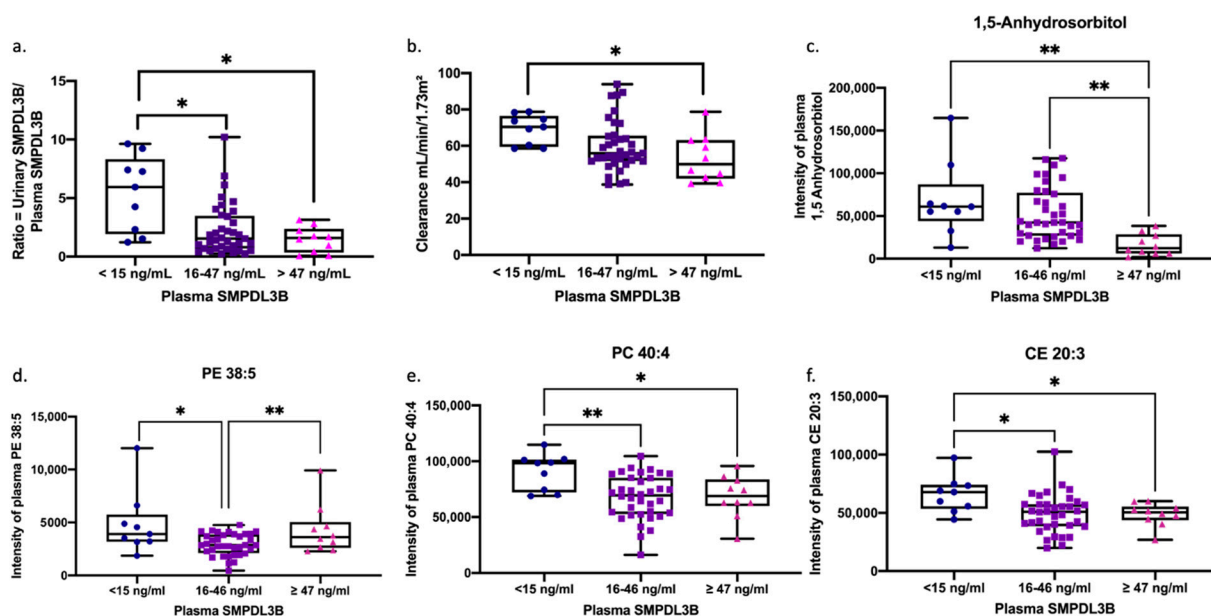 a.
*
*
Ratio = Urinary SMPDL3B/
Plasma SMPDL3B
15
10
5
0
< 15 ng/mL 16-47 ng/mL > 47 ng/mL
Plasma SMPDL3B
b.
*
Clearance mL/min/1.73m²
100
80
60
40
20
0
< 15 ng/mL 16-47 ng/mL > 47 ng/mL
Plasma SMPDL3B
c.
1,5-Anhydrosorbitol
**
**
Intensity of plasma
1,5 Anhydrosorbitol
200,000
150,000
100,000
50,000
0
<15 ng/ml 16-46 ng/ml ≥ 47 ng/ml
Plasma SMPDL3B
d.
PE 38:5
*
**
Intensity of plasma PE 38:5
15,000
10,000
5000
0
<15 ng/ml 16-46 ng/ml ≥ 47 ng/ml
Plasma SMPDL3B
e.
PC 40:4
*
**
Intensity of plasma PC 40:4
150,000
100,000
50,000
0
<15 ng/ml 16-46 ng/ml ≥ 47 ng/ml
Plasma SMPDL3B
f.
CE 20:3
*
*
Intensity of plasma CE 20:3
150,000
100,000
50,000
0
<15 ng/ml 16-46 ng/ml ≥ 47 ng/ml
Plasma SMPDL3B